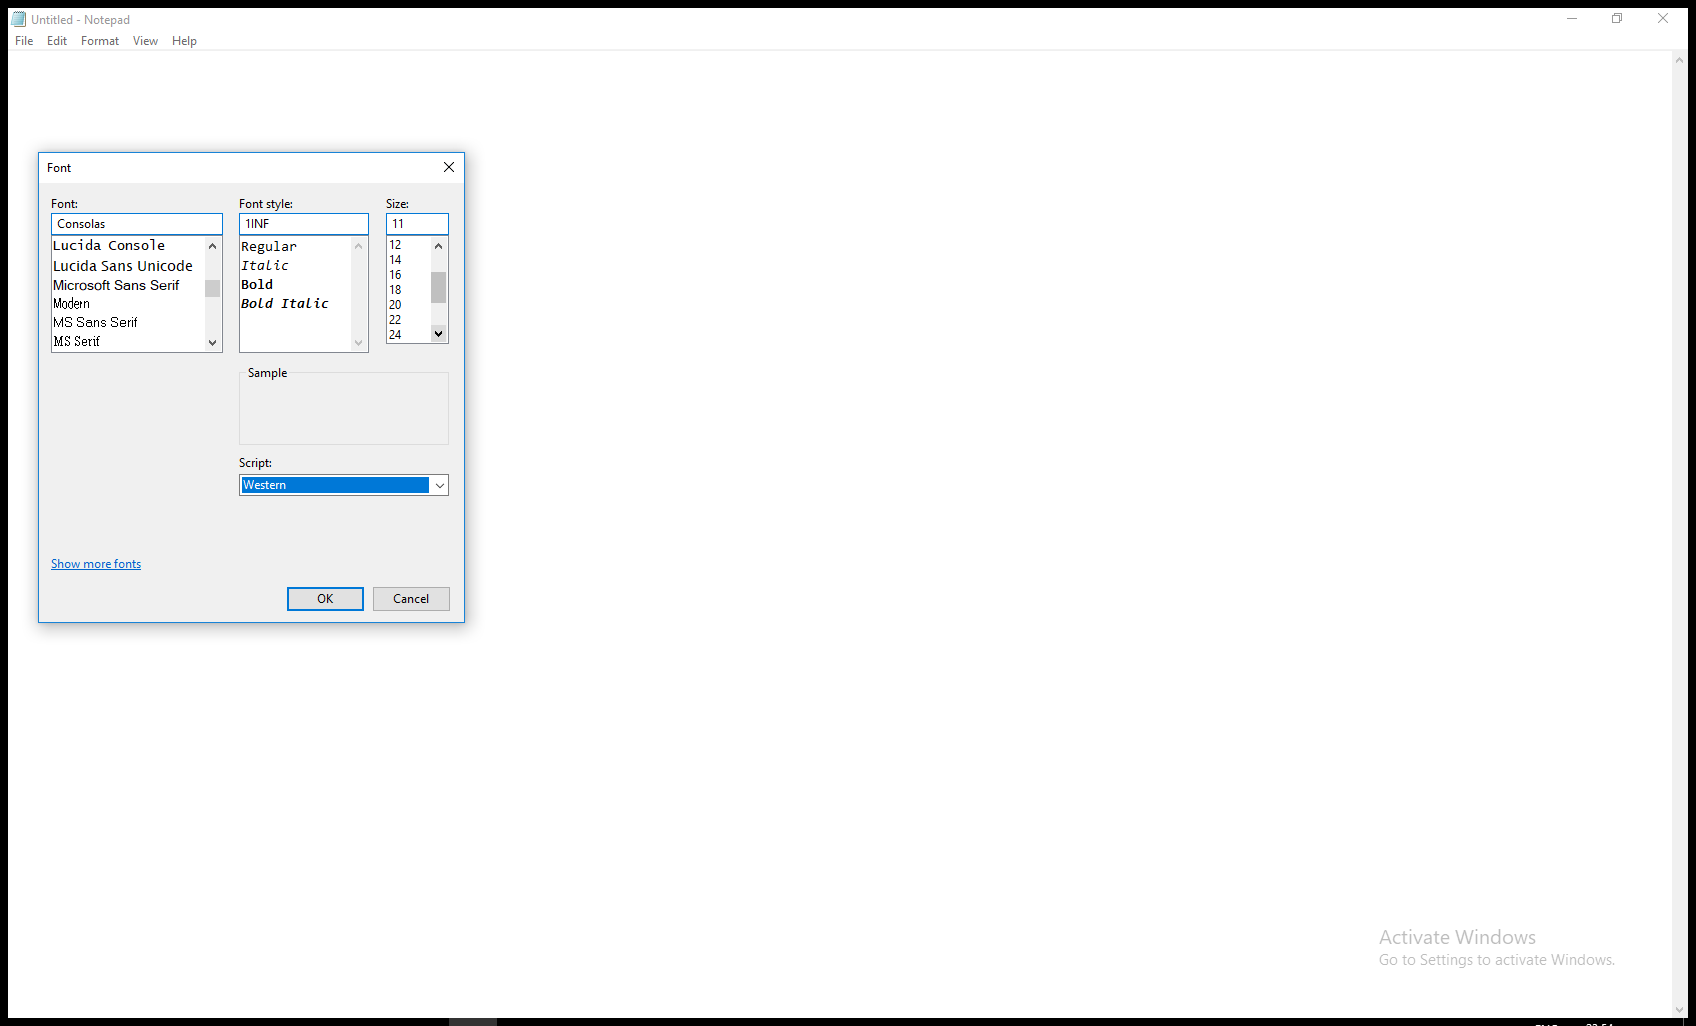 Untitled - Notepad
File Edit Format View Help
Font
Font: Font style: Size:
Consolas 1INF 11
Lucida Console
Lucida Sans Unicode
Microsoft Sans Serif
Modern
MS Sans Serif
MS Serif
Regular
Italic
Bold
Bold Italic
12
14
16
18
20
22
24
Sample
Script:
Western
Show more fonts
OK Cancel
Activate Windows
Go to Settings to activate Windows.